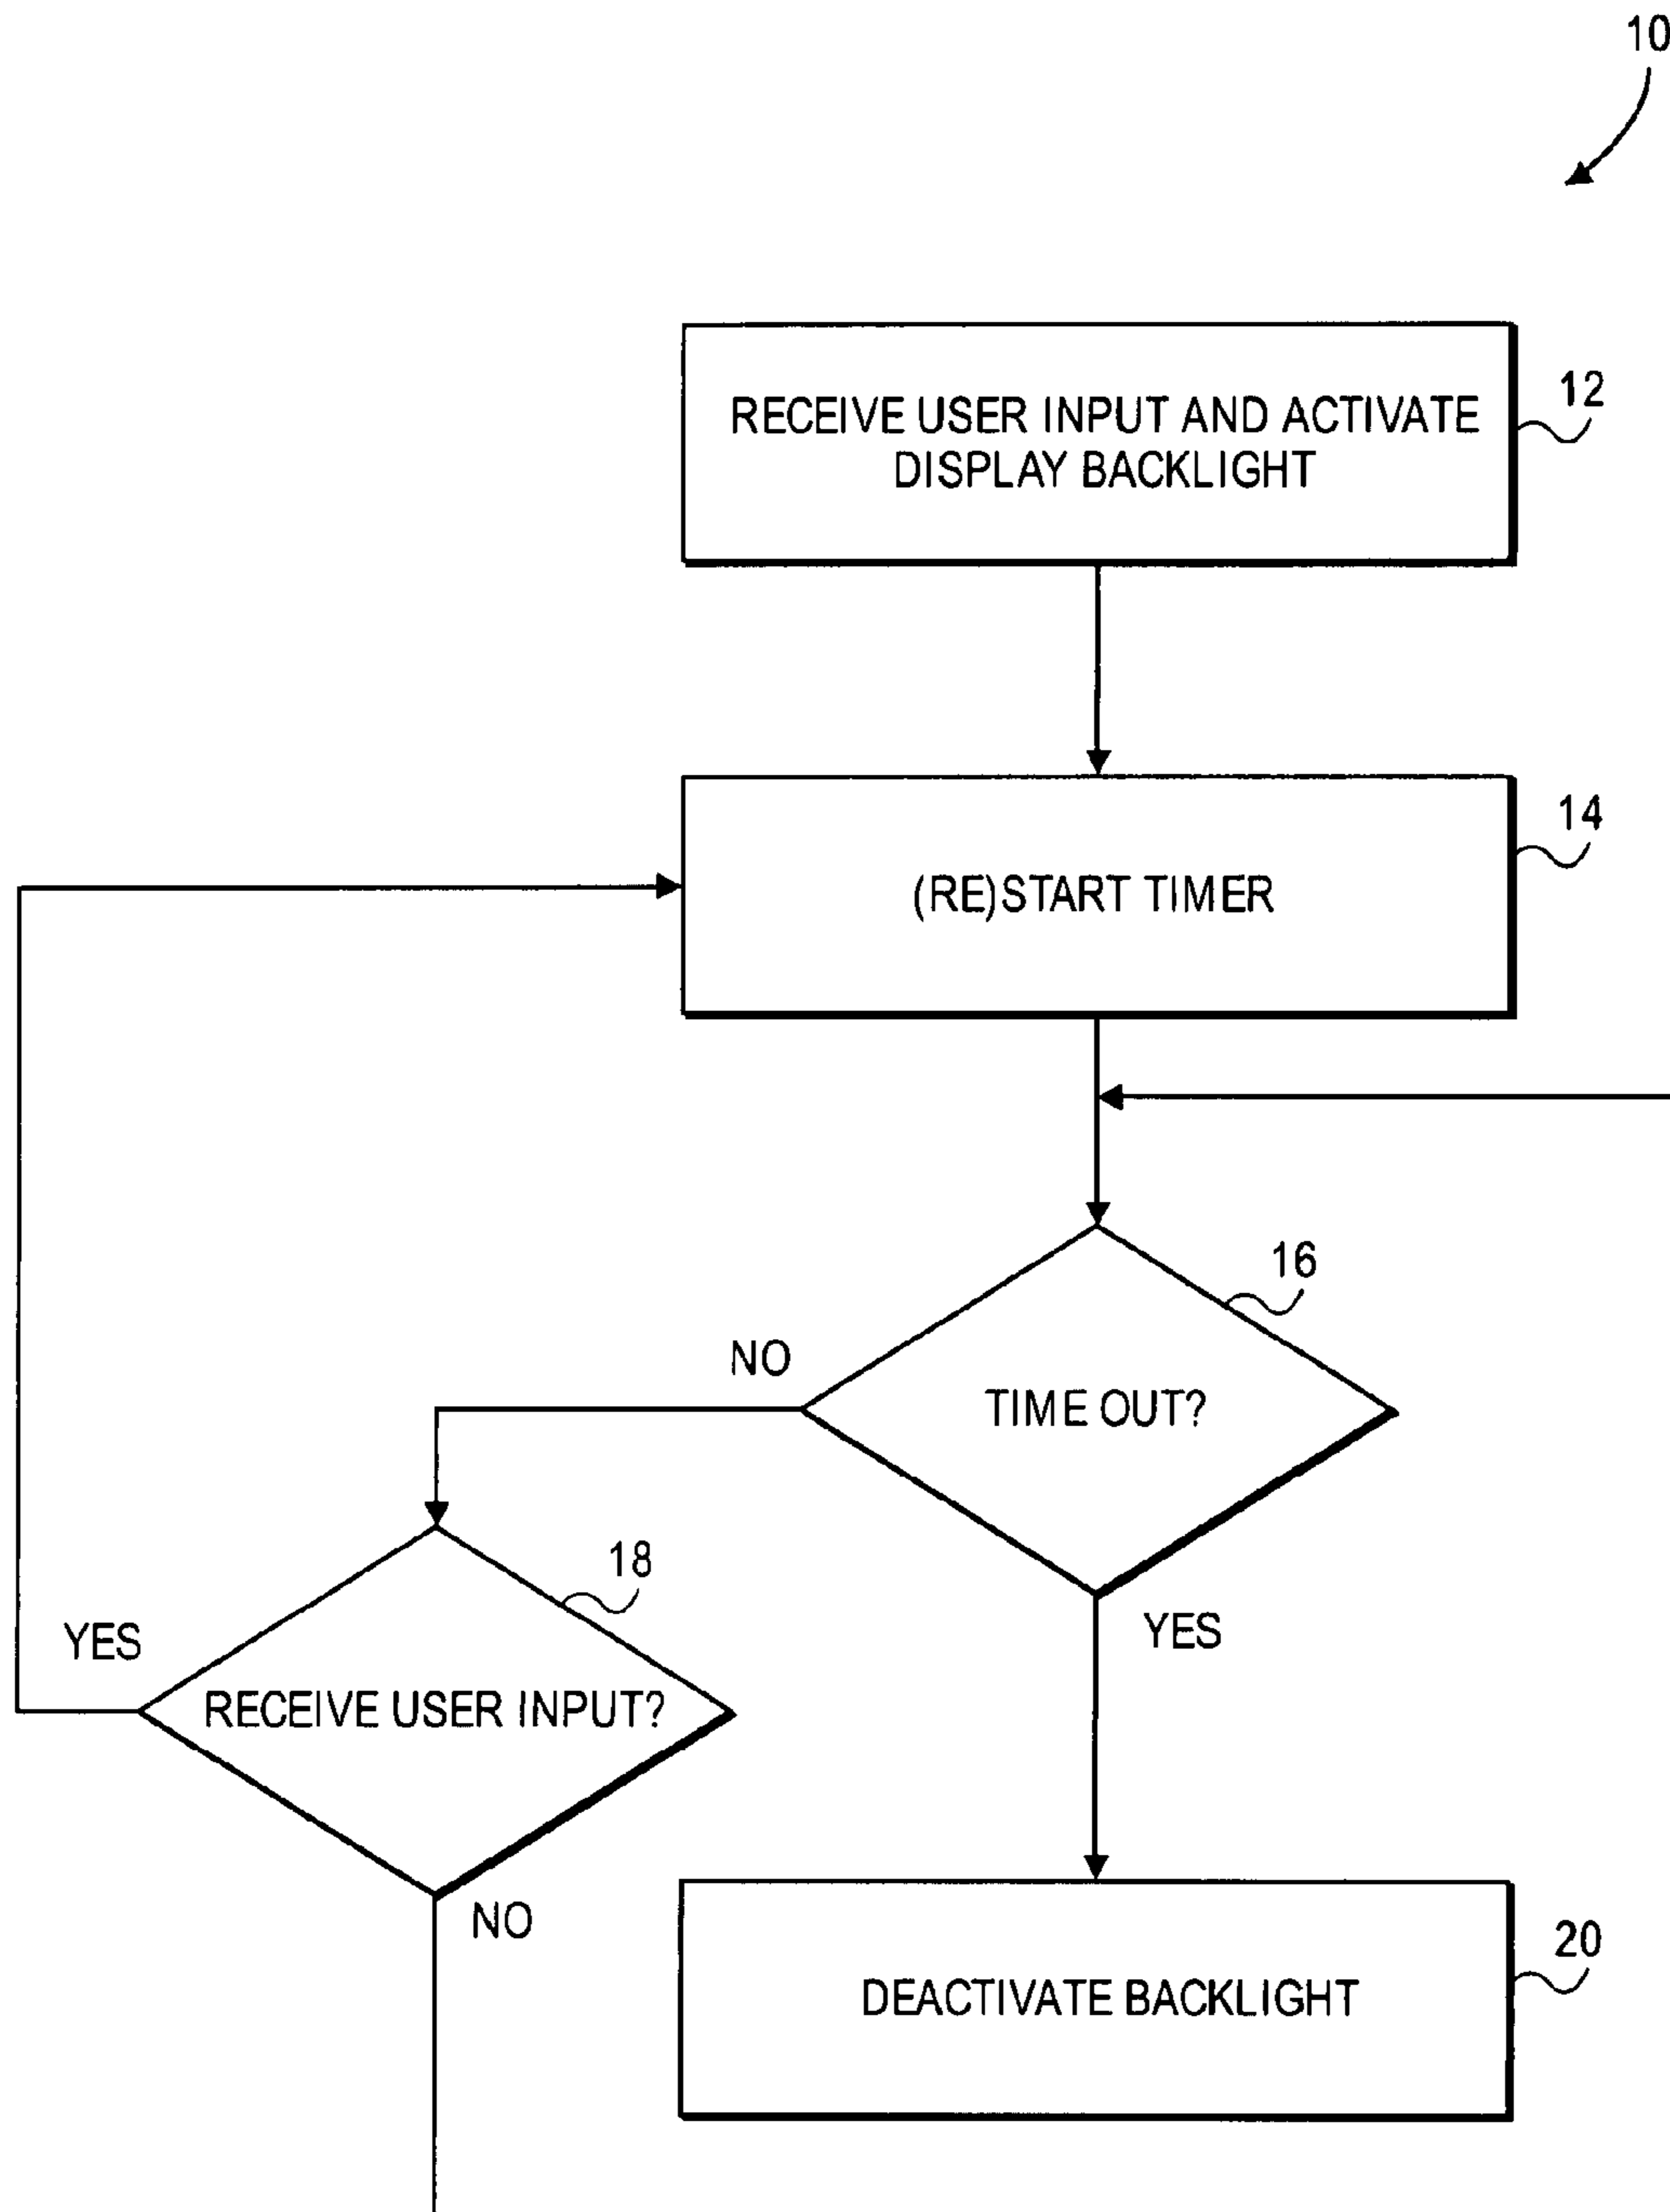 10
RECEIVE USER INPUT AND ACTIVATE
DISPLAY BACKLIGHT
12
(RE)START TIMER
14
TIME OUT?
16
NO
YES
RECEIVE USER INPUT?
18
YES
NO
DEACTIVATE BACKLIGHT
20